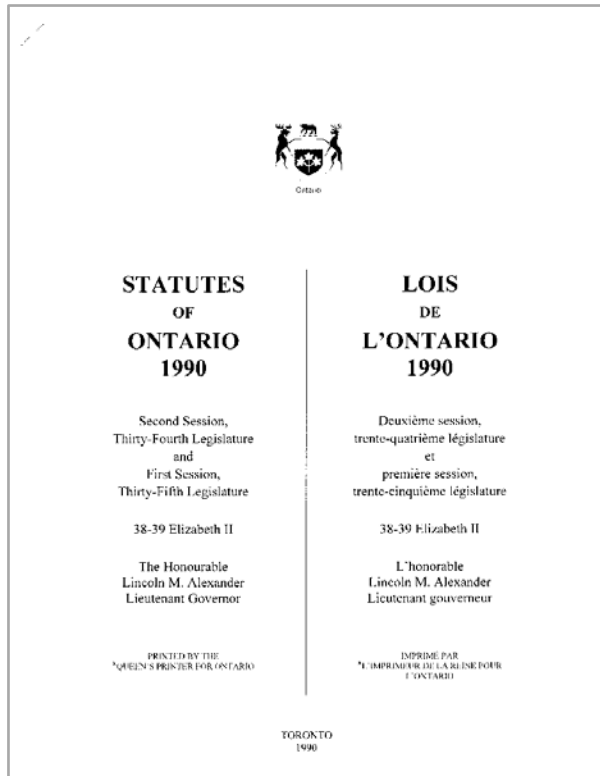 Ontario
STATUTES
OF
ONTARIO
1990
Second Session,
Thirty-Fourth Legislature
and
First Session,
Thirty-Fifth Legislature
38-39 Elizabeth II
The Honourable
Lincoln M. Alexander
Lieutenant Governor
PRINTED BY THE
QUEEN'S PRINTER FOR ONTARIO
LOIS
DE
L'ONTARIO
1990
Deuxième session,
trente-quatrième législature
et
première session,
trente-cinquième législature
38-39 Elizabeth II
L'honorable
Lincoln M. Alexander
Lieutenant gouverneur
IMPRIMÉ PAR
L'IMPRIMEUR DE LA REINE POUR
L'ONTARIO
TORONTO
1990